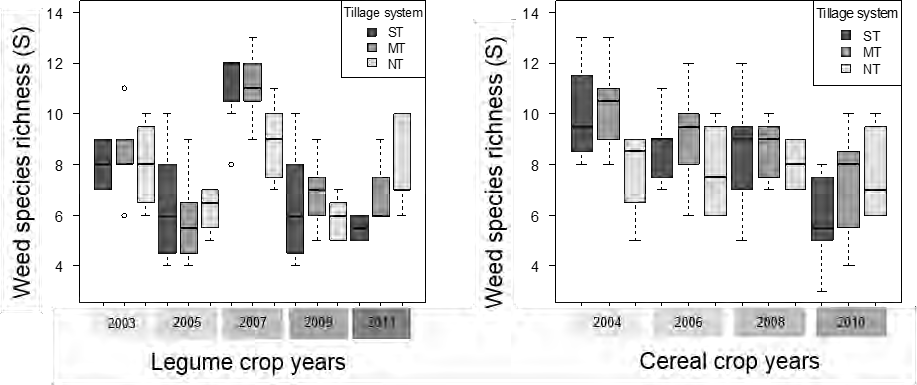 Weed species richness (S)
14
12
10
8
6
4
Tillage system
ST
MT
NT
2003 2005 2007 2009 2011
Legume crop years
Weed species richness (S)
14
12
10
8
6
4
Tillage system
ST
MT
NT
2004 2006 2008 2010
Cereal crop years